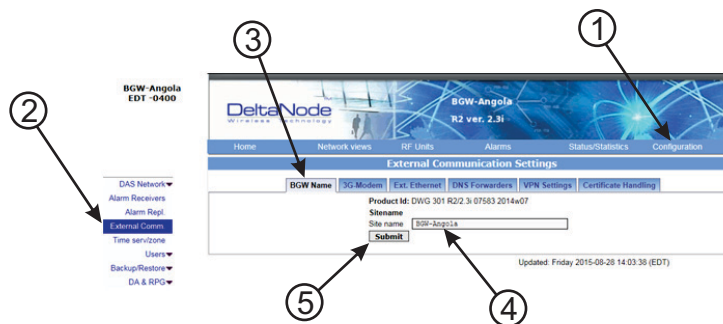 3
1
BGW-Angola
EDT -0400
2
DeltaNode
Wireless Technology
BGW-Angola
R2 ver. 2.3i
Home Network views RF Units Alarms Status/Statistics Configuration
External Communication Settings
BGW Name 3G-Modem Ext. Ethernet DNS Forwarders VPN Settings Certificate Handling
DAS Network
Alarm Receivers
Alarm Repl.
External Comm.
Time serv/zone
Users
Backup/Restore
DA & RPG
Product Id: DWG 301 R2/2.3i 07583 2014w07
Sitename
Site name BGW-Angola
Submit
Updated: Friday 2015-08-28 14:03:38 (EDT)
5
4